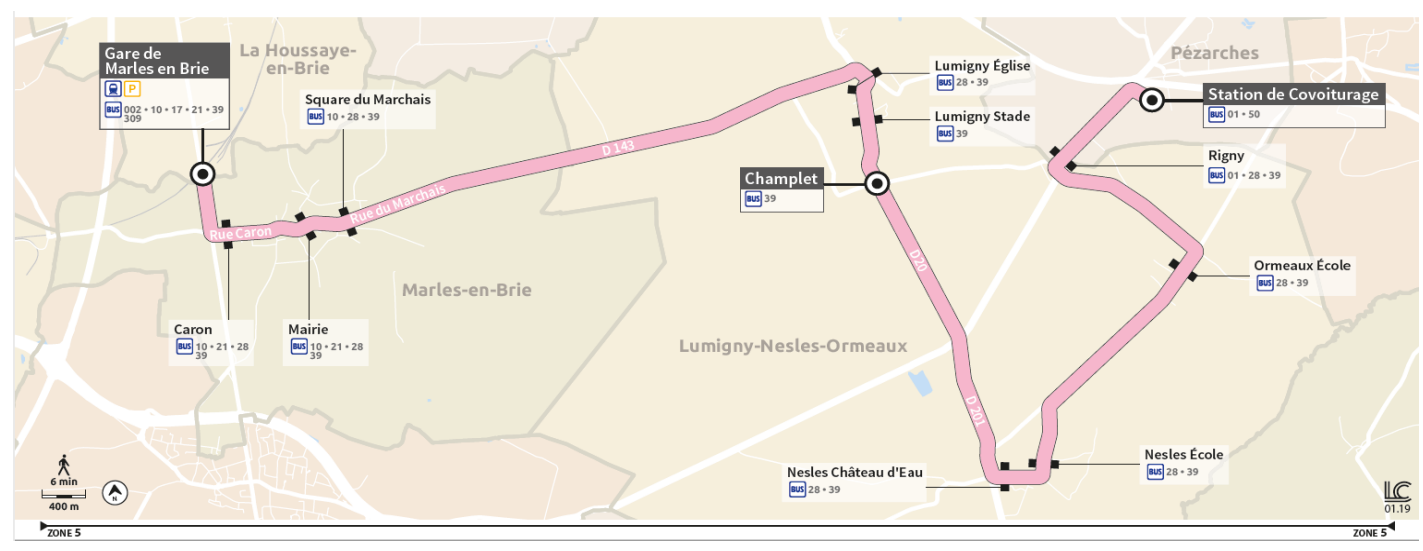 Gare de
Marles en Brie
P
BUS 002 • 10 • 17 • 21 • 39
309
La Houssaye-
en-Brie
Square du Marchais
BUS 10 • 28 • 39
Lumigny Église
BUS 28 • 39
Lumigny Stade
BUS 39
Pézarches
Station de Covoiturage
BUS 01 • 50
Rigny
BUS 01 • 28 • 39
D 143
Champlet
BUS 39
Rue du Marchais
Rue Caron
D20
Ormeaux École
BUS 28 • 39
Marles-en-Brie
Caron
BUS 10 • 21 • 28
39
Mairie
BUS 10 • 21 • 28
39
Lumigny-Nesles-Ormeaux
D 201
Nesles Château d'Eau
BUS 28 • 39
Nesles École
BUS 28 • 39
6 min
400 m
N
LC
01.19
ZONE 5
ZONE 5